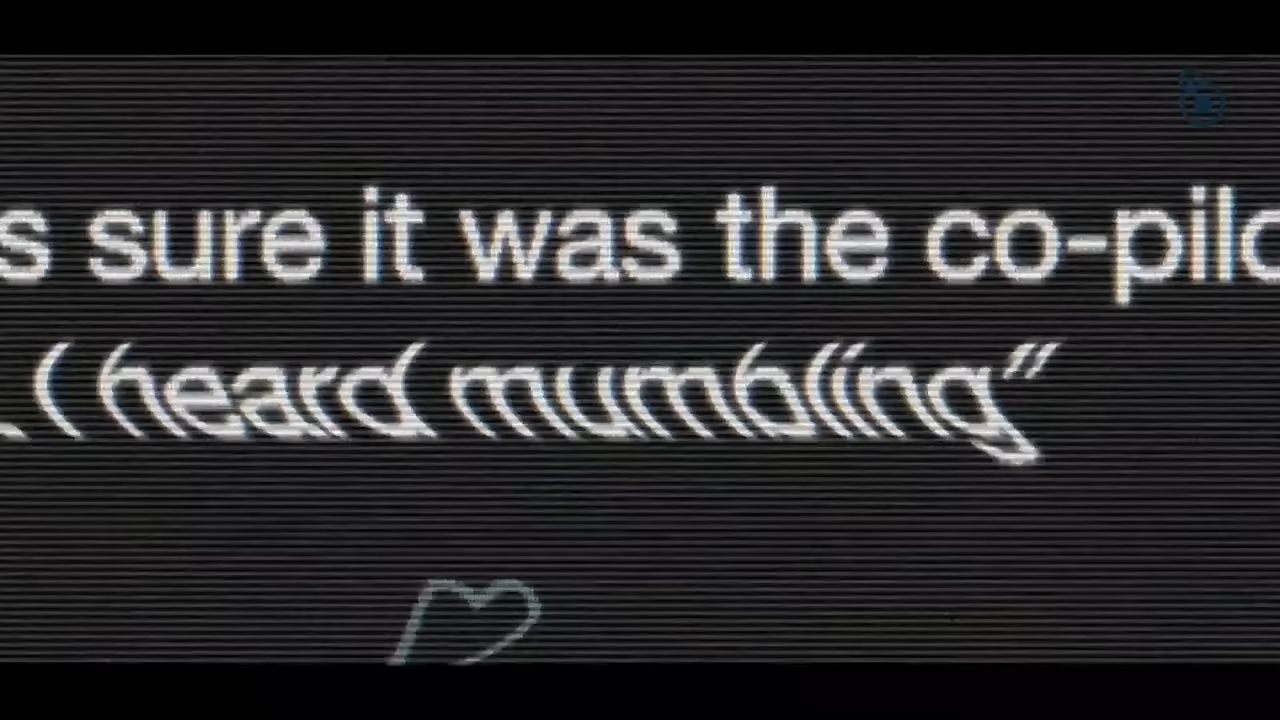 s sure it was the co-pilo
. I heard mumbling”